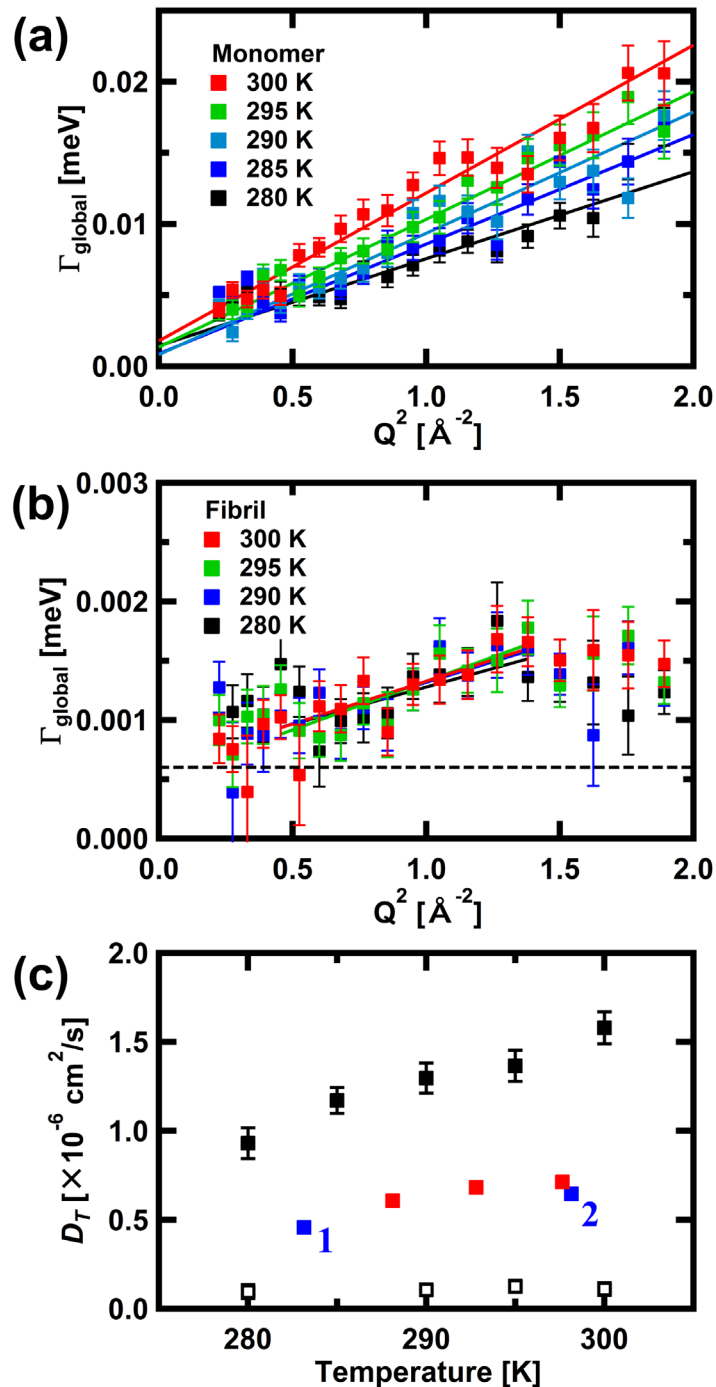 (a)
Monomer
300 K
295 K
290 K
285 K
280 K
Γglobal [meV]
0.02
0.01
0.00
0.0 0.5 1.0 1.5 2.0
Q² [Å⁻²]
(b)
Fibril
300 K
295 K
290 K
280 K
Γglobal [meV]
0.003
0.002
0.001
0.000
0.0 0.5 1.0 1.5 2.0
Q² [Å⁻²]
(c)
D_T [×10⁻⁶ cm²/s]
2.0
1.5
1.0
0.5
0.0
1
2
280 290 300
Temperature [K]